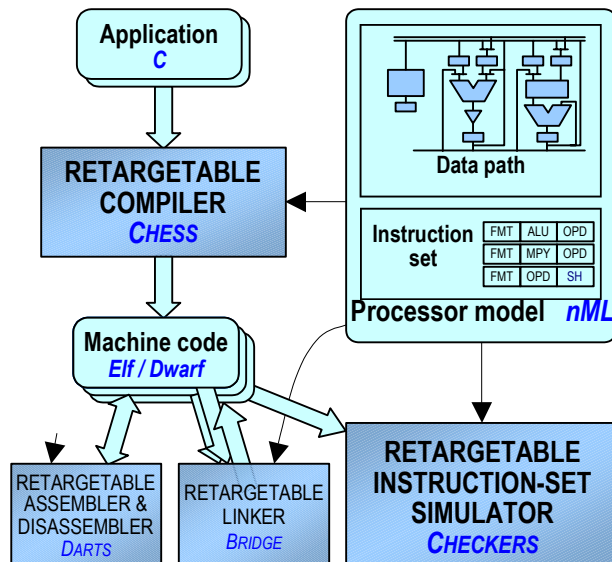 Application
C
RETARGETABLE
COMPILER
CHESS
Data path
Instruction
set
FMT ALU OPD
FMT MPY OPD
FMT OPD SH
Processor model nML
Machine code
Elf / Dwarf
RETARGETABLE
ASSEMBLER &
DISASSEMBLER
DARTS
RETARGETABLE
LINKER
BRIDGE
RETARGETABLE
INSTRUCTION-SET
SIMULATOR
CHECKERS